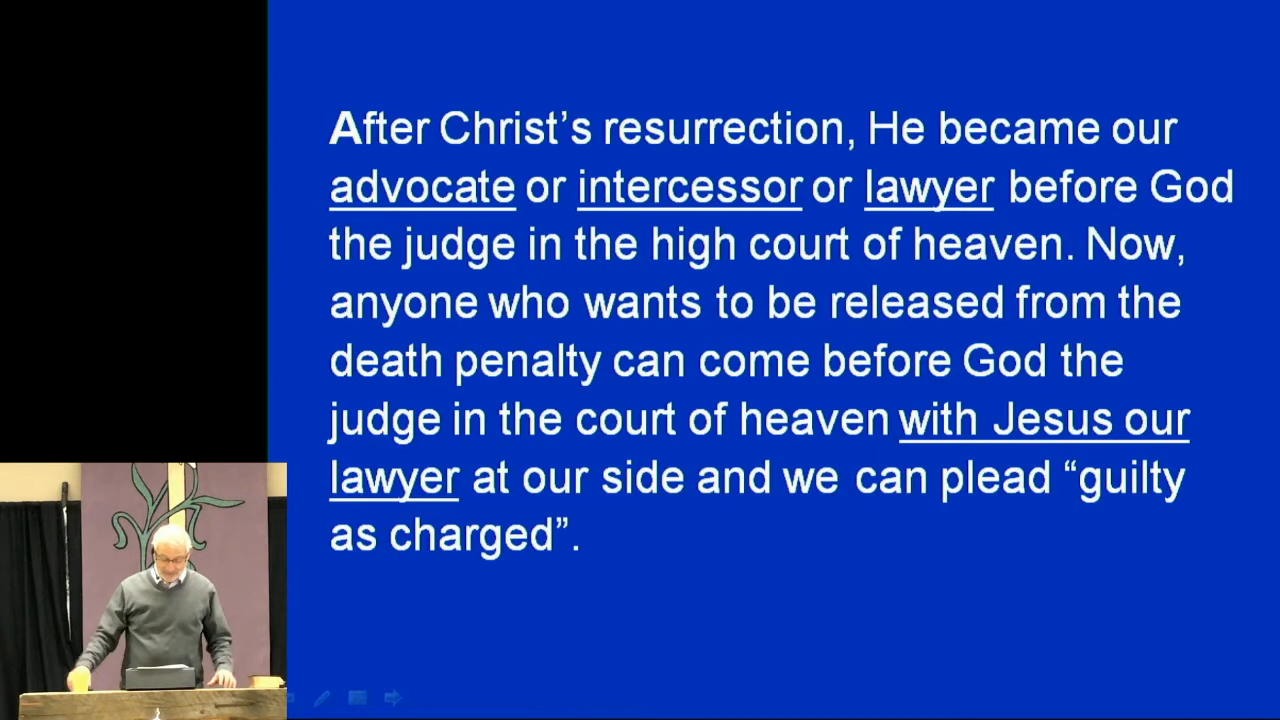 After Christ’s resurrection, He became our
advocate or intercessor or lawyer before God
the judge in the high court of heaven. Now,
anyone who wants to be released from the
death penalty can come before God the
judge in the court of heaven with Jesus our
lawyer at our side and we can plead “guilty
as charged”.